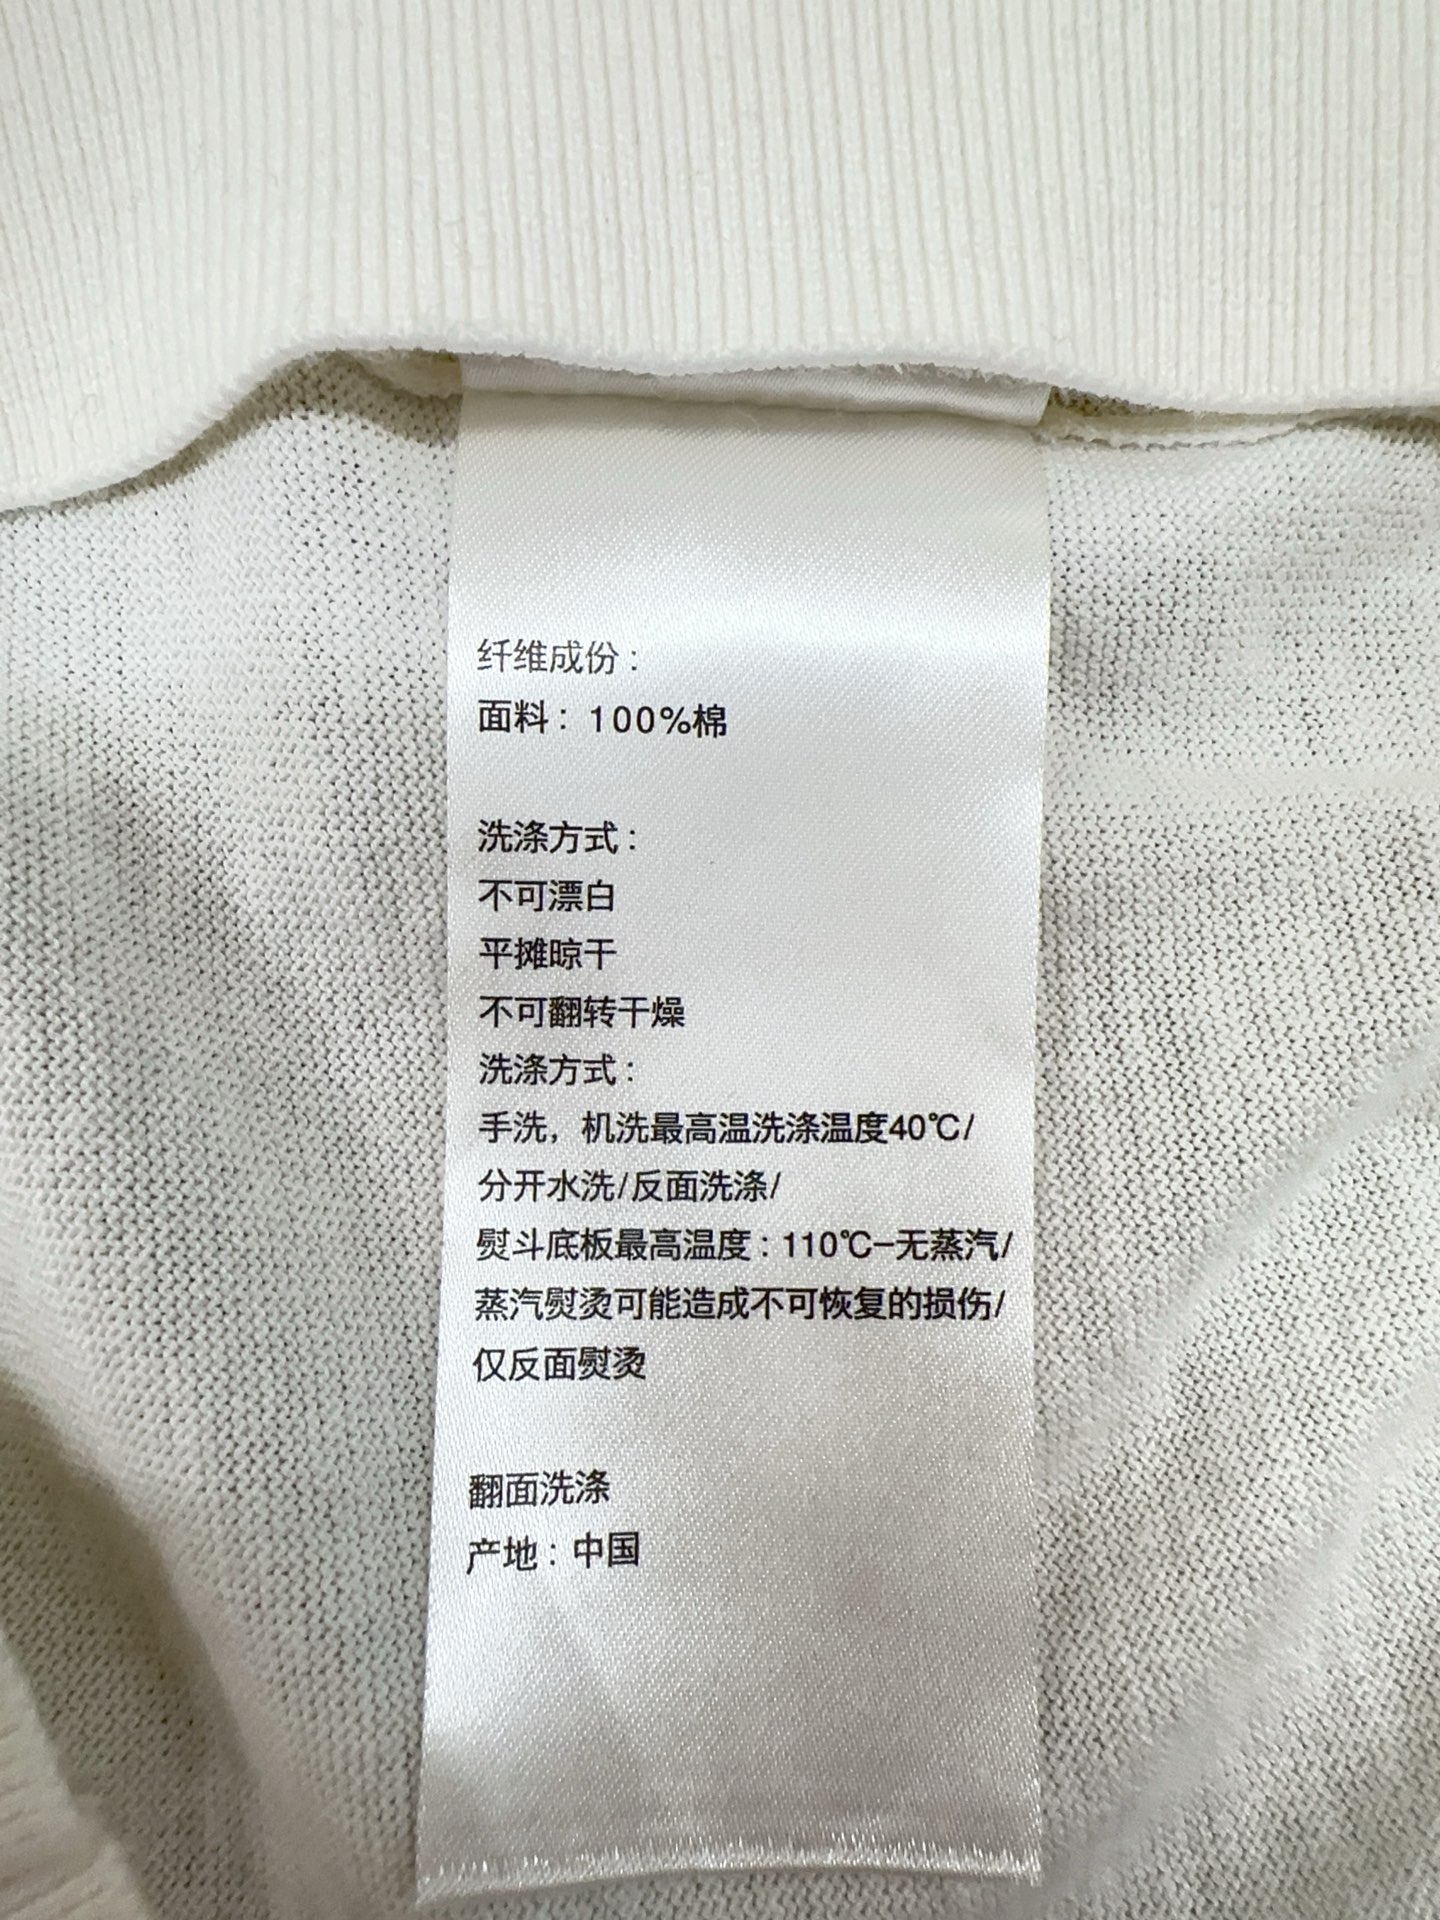 纤维成份：
面料：100%棉
洗涤方式：
不可漂白
平摊晾干
不可翻转干燥
洗涤方式：
手洗，机洗最高温洗涤温度40℃/
分开水洗/反面洗涤/
熨斗底板最高温度：110℃-无蒸汽/
蒸汽熨烫可能造成不可恢复的损伤/
仅反面熨烫
翻面洗涤
产地：中国